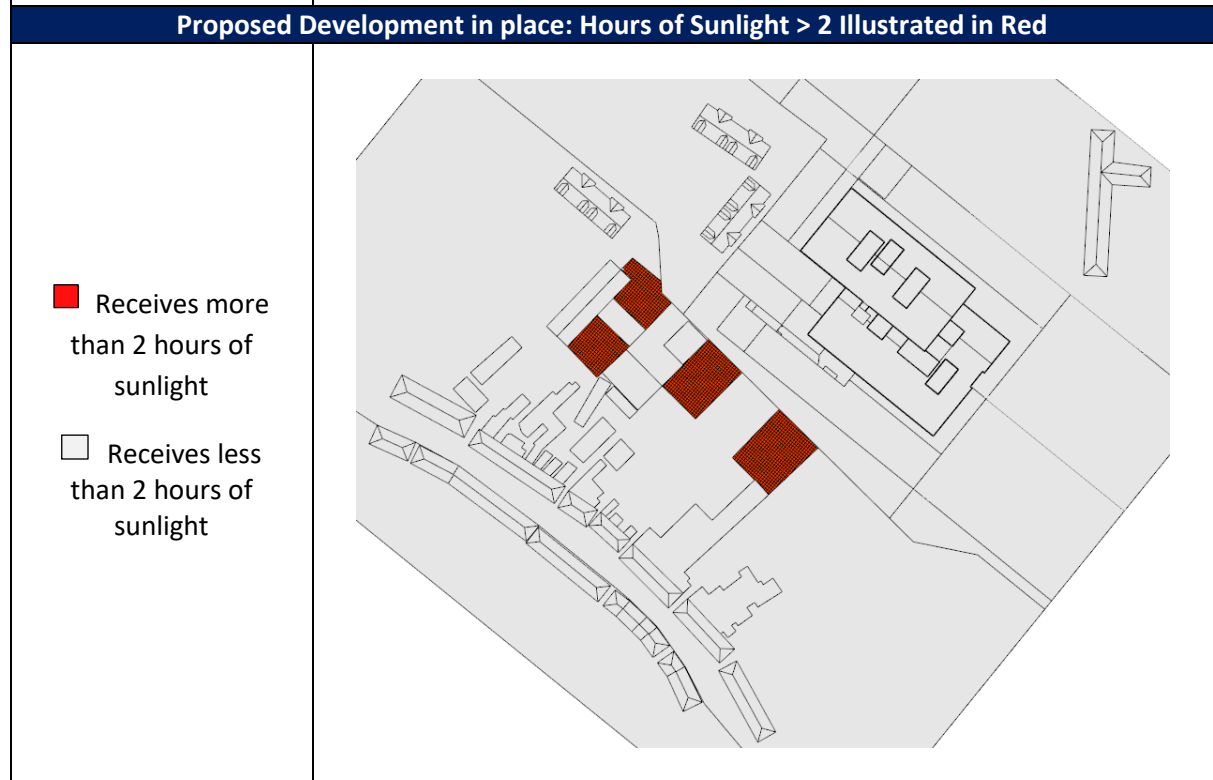 Proposed Development in place: Hours of Sunlight > 2 Illustrated in Red
Receives more
than 2 hours of
sunlight
Receives less
than 2 hours of
sunlight